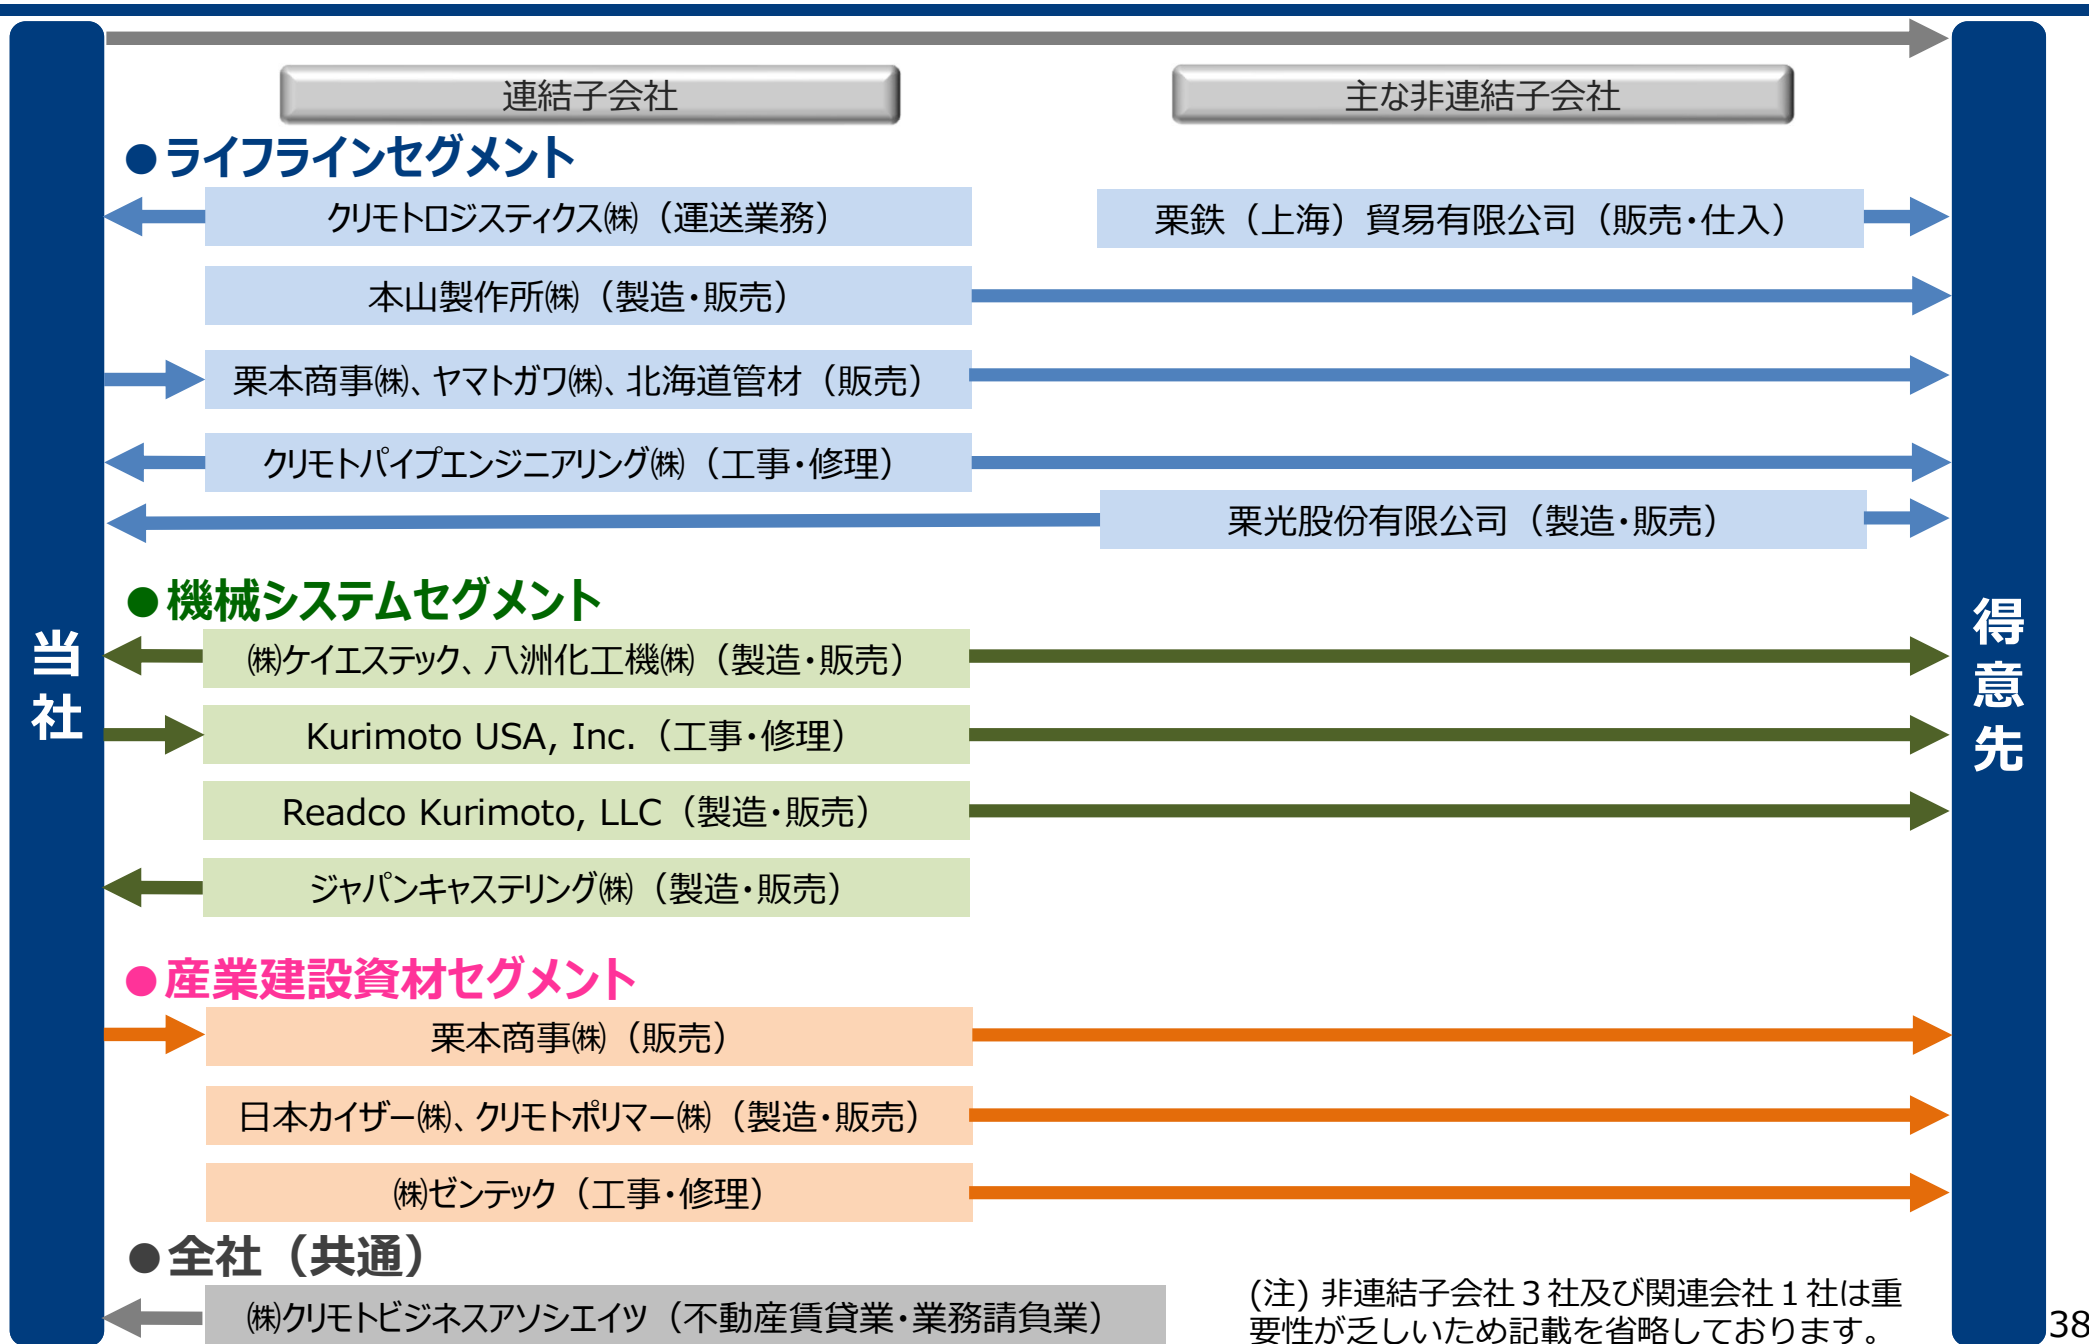 連結子会社
主な非連結子会社
●ライフラインセグメント
クリモトロジスティクス㈱（運送業務）
栗鉄（上海）貿易有限公司（販売・仕入）
本山製作所㈱（製造・販売）
栗本商事㈱、ヤマトガワ㈱、北海道管材（販売）
クリモトパイプエンジニアリング㈱（工事・修理）
栗光股份有限公司（製造・販売）
●機械システムセグメント
㈱ケイエステック、八洲化工機㈱（製造・販売）
Kurimoto USA, Inc.（工事・修理）
Readco Kurimoto, LLC（製造・販売）
ジャパンキャステリング㈱（製造・販売）
当社
得意先
●産業建設資材セグメント
栗本商事㈱（販売）
日本カイザー㈱、クリモトポリマー㈱（製造・販売）
㈱ゼンテック（工事・修理）
●全社（共通）
㈱クリモトビジネスアソシエイツ（不動産賃貸業・業務請負業）
(注) 非連結子会社３社及び関連会社１社は重
要性が乏しいため記載を省略しております。
38